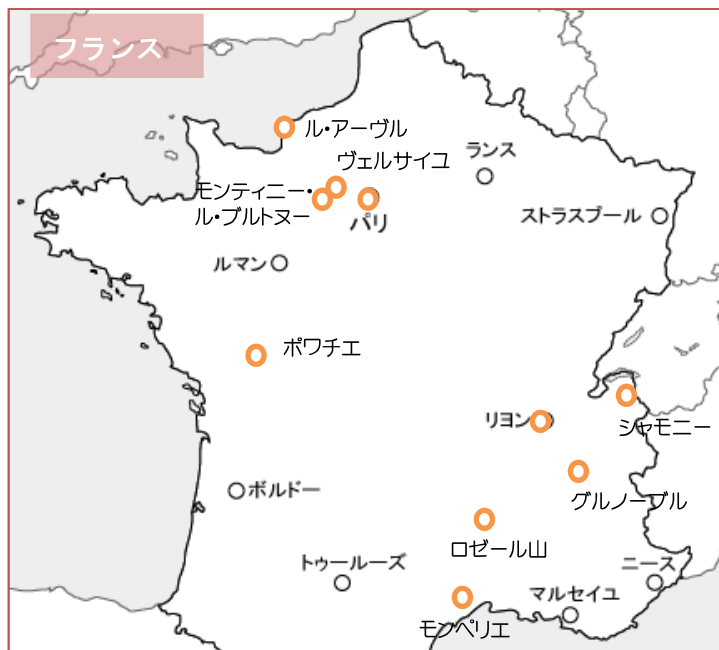 フランス
ル・アーヴル
ヴェルサイユ
ランス
モンティニー・
ル・ブルトヌー
パリ
ストラスブール
ルマン
ポワチエ
リヨン
シャモニー
グルノーブル
ボルドー
ロゼール山
トゥールーズ
ニース
マルセイユ
モンペリエ